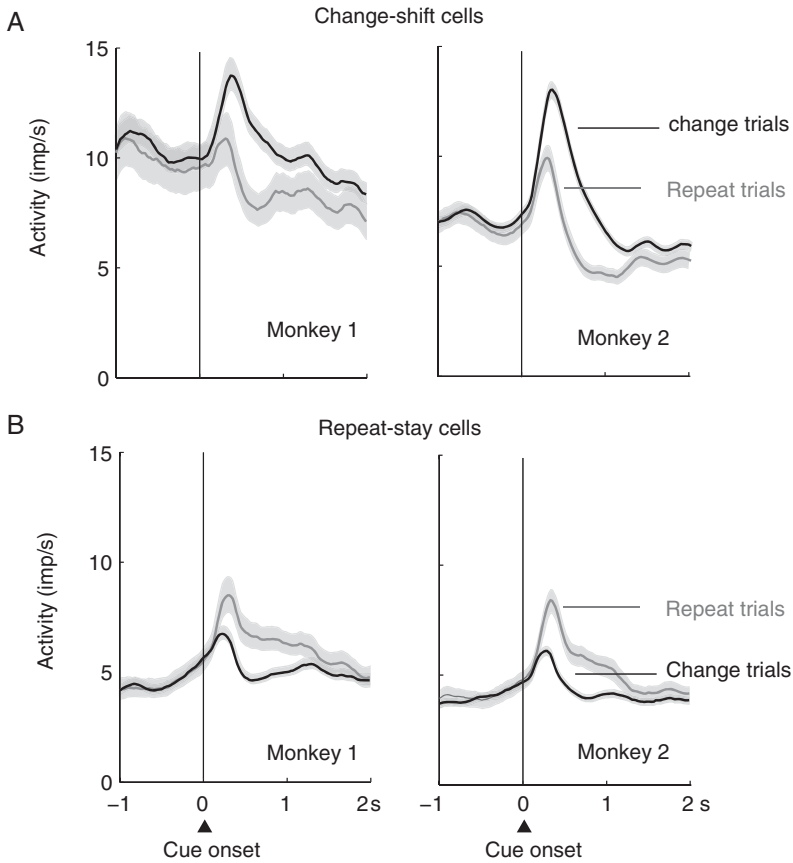 A
Change-shift cells
15
10
5
0
Activity (imp/s)
Monkey 1
Monkey 2
change trials
Repeat trials
B
Repeat-stay cells
15
10
5
0
Activity (imp/s)
Monkey 1
Monkey 2
Repeat trials
Change trials
−1 0 1 2 s
−1 0 1 2 s
Cue onset
Cue onset